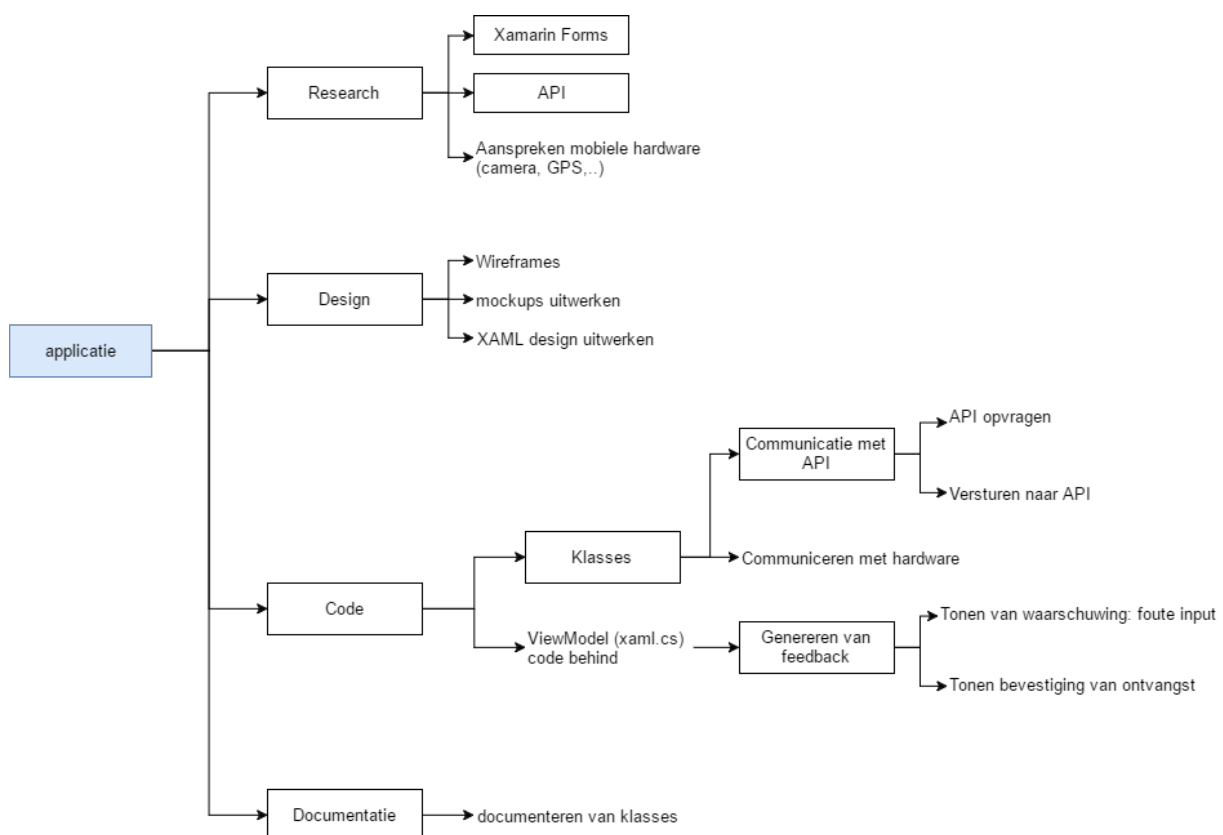 Xamarin Forms
Research
API
Aanspreken mobiele hardware
(camera, GPS,..)
Wireframes
Design
mockups uitwerken
XAML design uitwerken
applicatie
API opvragen
Communicatie met
API
Versturen naar API
Klasses
Communiceren met hardware
Code
Tonen van waarschuwing: foute input
ViewModel (xaml.cs)
code behind
Genereren van
feedback
Tonen bevestiging van ontvangst
Documentatie
documenteren van klasses